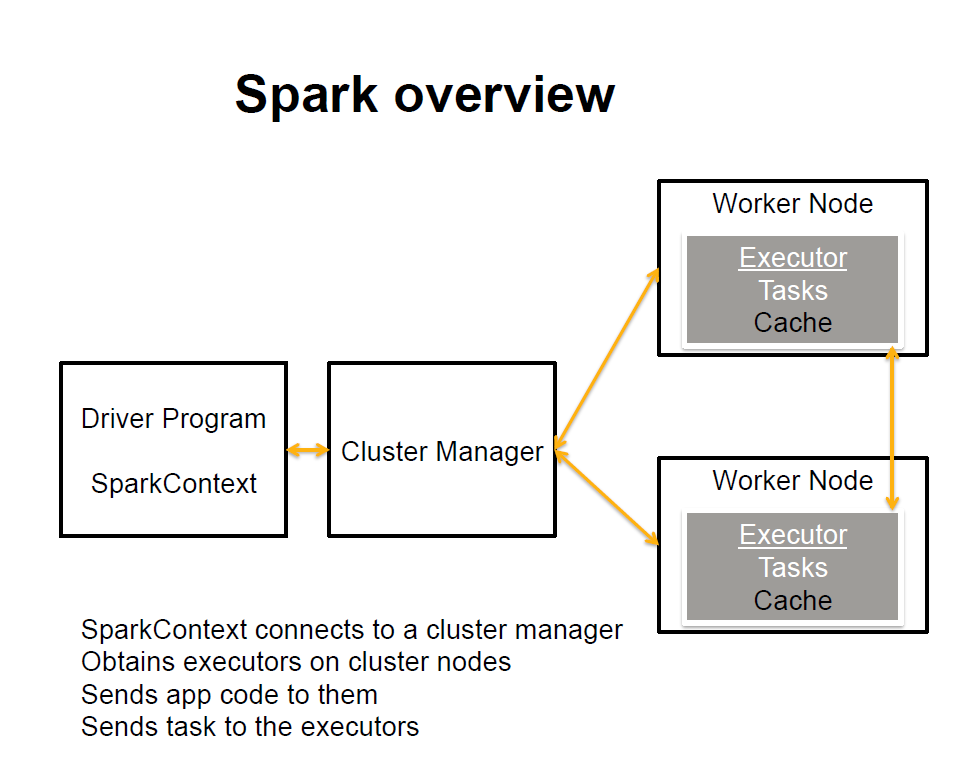 Spark overview
Driver Program
SparkContext
Cluster Manager
Worker Node
Executor
Tasks
Cache
Worker Node
Executor
Tasks
Cache
SparkContext connects to a cluster manager
Obtains executors on cluster nodes
Sends app code to them
Sends task to the executors